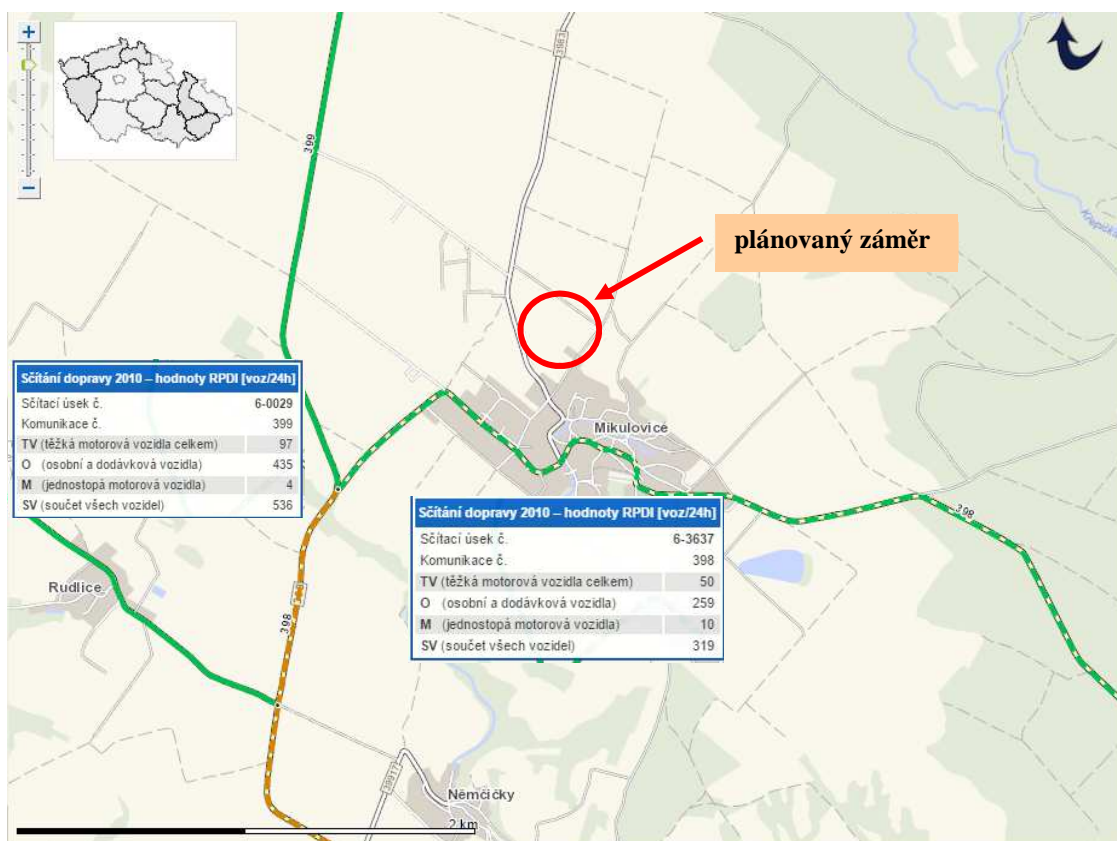 +
−
399
3983
Křepička
plánovaný záměr
Sčítání dopravy 2010 – hodnoty RPDI [voz/24h]
Sčítací úsek č. 6-0029
Komunikace č. 399
TV (těžká motorová vozidla celkem) 97
O (osobní a dodávková vozidla) 435
M (jednostopá motorová vozidla) 4
SV (součet všech vozidel) 536
Mikulovice
Sčítání dopravy 2010 – hodnoty RPDI [voz/24h]
Sčítací úsek č. 6-3637
Komunikace č. 398
TV (těžká motorová vozidla celkem) 50
O (osobní a dodávková vozidla) 259
M (jednostopá motorová vozidla) 10
SV (součet všech vozidel) 319
398
Rudlice
398
39917
Němčičky
2 km